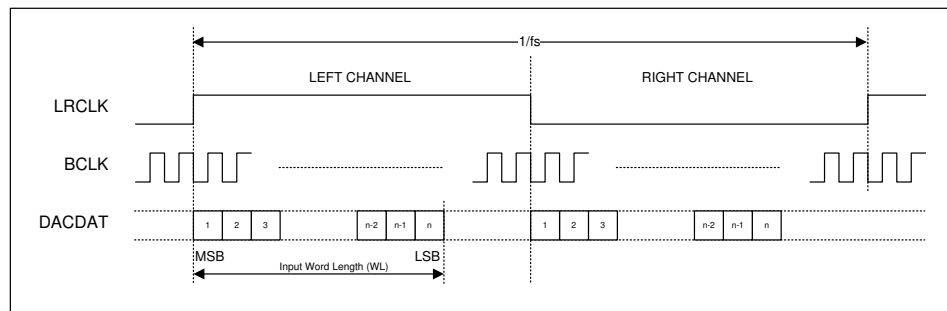 1/fs
LEFT CHANNEL RIGHT CHANNEL
LRCLK
BCLK
DACDAT 1 2 3 n-2 n-1 n 1 2 3 n-2 n-1 n
MSB LSB
Input Word Length (WL)